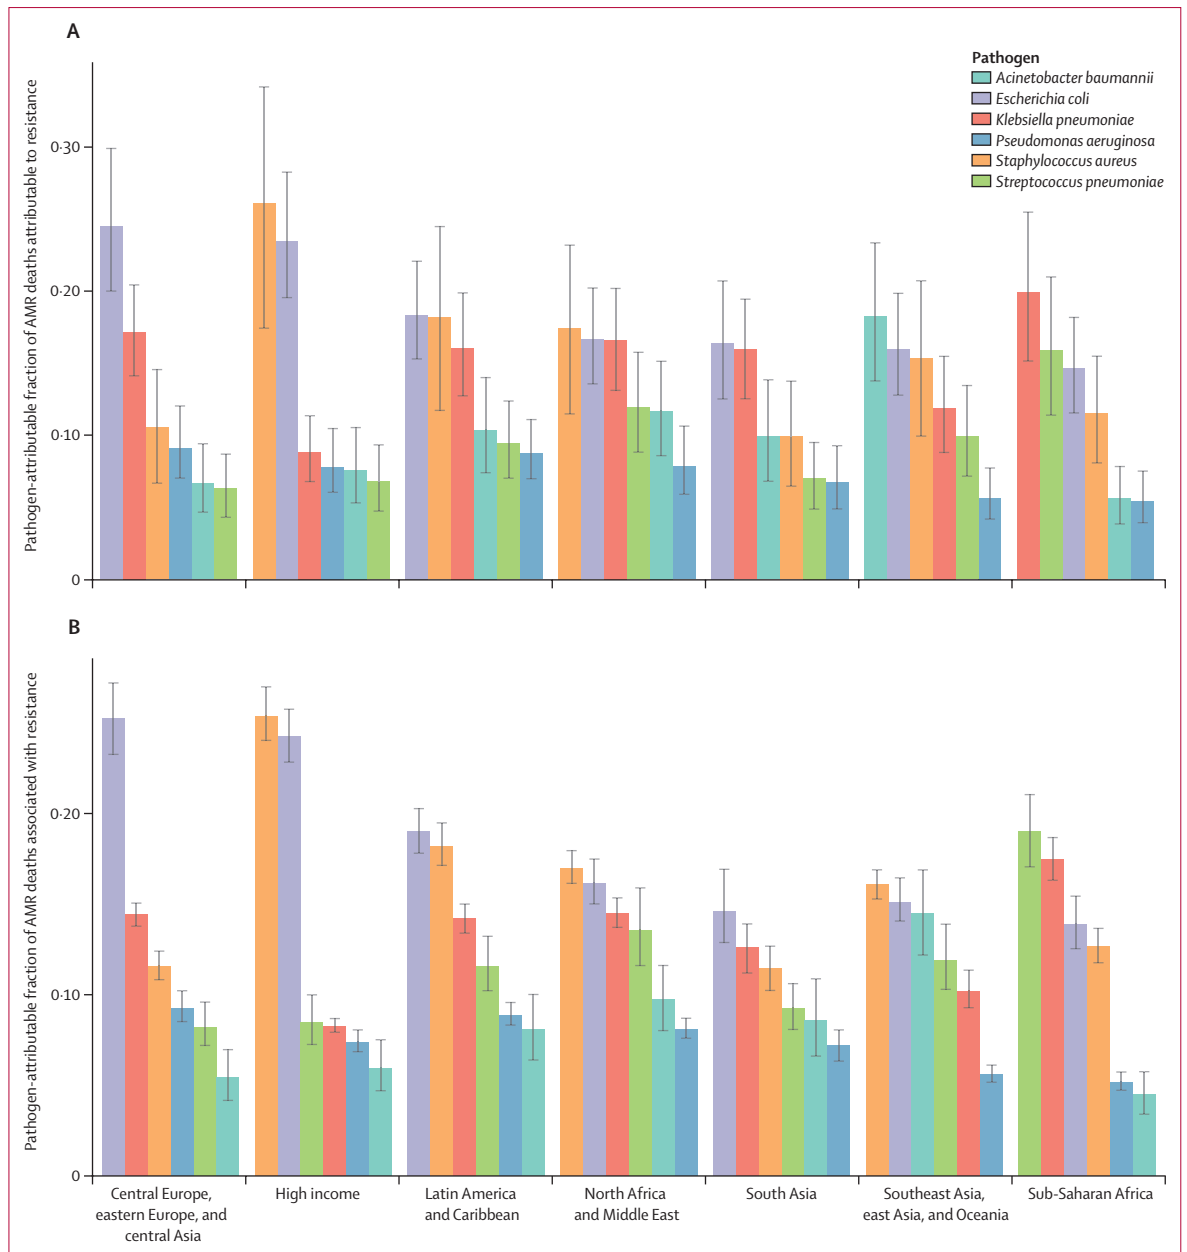 A
Pathogen-attributable fraction of AMR deaths attributable to resistance
0·30
0·20
0·10
0
Pathogen
Acinetobacter baumannii
Escherichia coli
Klebsiella pneumoniae
Pseudomonas aeruginosa
Staphylococcus aureus
Streptococcus pneumoniae
B
Pathogen-attributable fraction of AMR deaths associated with resistance
0·20
0·10
0
Central Europe,
eastern Europe, and
central Asia
High income
Latin America
and Caribbean
North Africa
and Middle East
South Asia
Southeast Asia,
east Asia, and Oceania
Sub-Saharan Africa